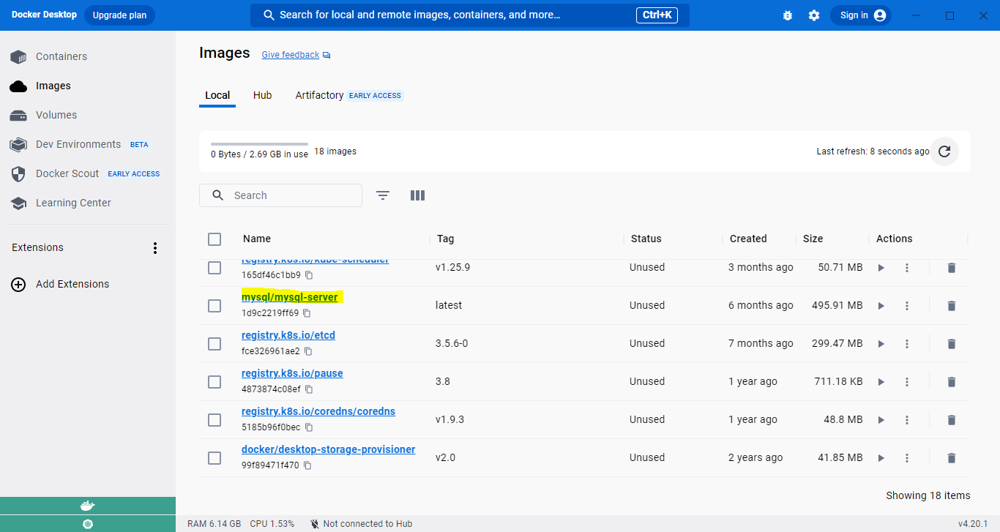 Docker Desktop Upgrade plan Search for local and remote images, containers, and more... Ctrl+K Sign in
Containers
Images
Volumes
Dev Environments BETA
Docker Scout EARLY ACCESS
Learning Center
Extensions
Add Extensions
Images Give feedback
Local Hub Artifactory EARLY ACCESS
0 Bytes / 2.69 GB in use 18 images Last refresh: 8 seconds ago
Search
Name Tag Status Created Size Actions
registry.k8s.io/kube-scheduler
165df46c1bb9 v1.25.9 Unused 3 months ago 50.71 MB
mysql/mysql-server
1d9c2219ff69 latest Unused 6 months ago 495.91 MB
registry.k8s.io/etcd
fce326961ae2 3.5.6-0 Unused 7 months ago 299.47 MB
registry.k8s.io/pause
4873874c08ef 3.8 Unused 1 year ago 711.18 KB
registry.k8s.io/coredns/coredns
5185b96f0bec v1.9.3 Unused 1 year ago 48.8 MB
docker/desktop-storage-provisioner
99f89471f470 v2.0 Unused 2 years ago 41.85 MB
Showing 18 items
RAM 6.14 GB CPU 1.53% Not connected to Hub v4.20.1